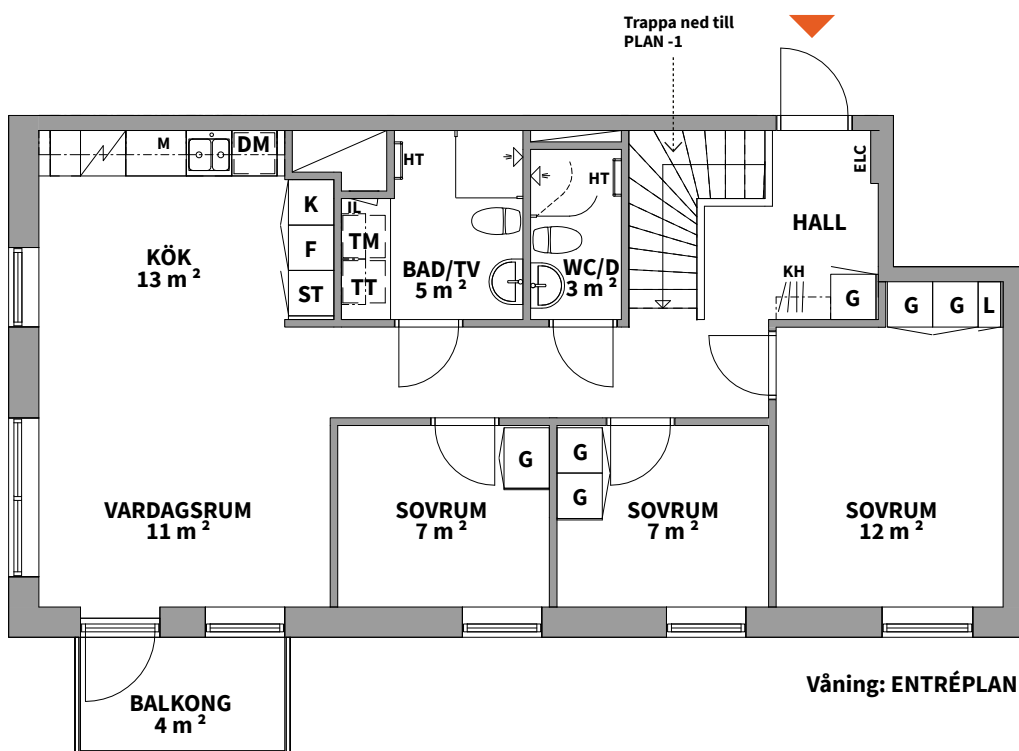 Trappa ned till
PLAN -1
M
DM
HT
HT
ELC
K
F
ST
TM
TT
KÖK
13 m ²
BAD/TV
5 m ²
WC/D
3 m ²
HALL
KH
G
G
G
L
VARDAGSRUM
11 m ²
G
SOVRUM
7 m ²
G
G
SOVRUM
7 m ²
SOVRUM
12 m ²
BALKONG
4 m ²
Våning: ENTRÉPLAN